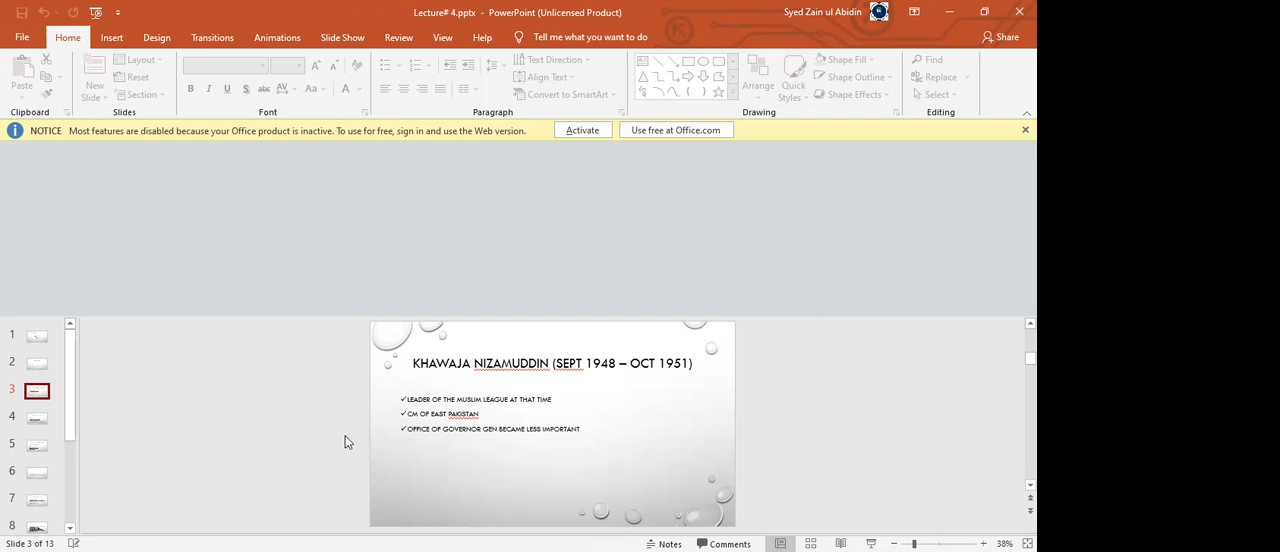 Lecture# 4.pptx - PowerPoint (Unlicensed Product)
Syed Zain ul Abidin
File Home Insert Design Transitions Animations Slide Show Review View Help Tell me what you want to do Share
Paste
New Slide
Layout
Reset
Section
B I U S abc AV Aa A
Text Direction
Align Text
Convert to SmartArt
Arrange
Quick Styles
Shape Fill
Shape Outline
Shape Effects
Find
Replace
Select
Clipboard Slides Font Paragraph Drawing Editing
NOTICE Most features are disabled because your Office product is inactive. To use for free, sign in and use the Web version. Activate Use free at Office.com
1
2
3
4
5
6
7
8
KHAWAJA NIZAMUDDIN (SEPT 1948 – OCT 1951)
✓LEADER OF THE MUSLIM LEAGUE AT THAT TIME
✓CM OF EAST PAKISTAN
✓OFFICE OF GOVERNOR GEN BECAME LESS IMPORTANT
Slide 3 of 13 Notes Comments 38%